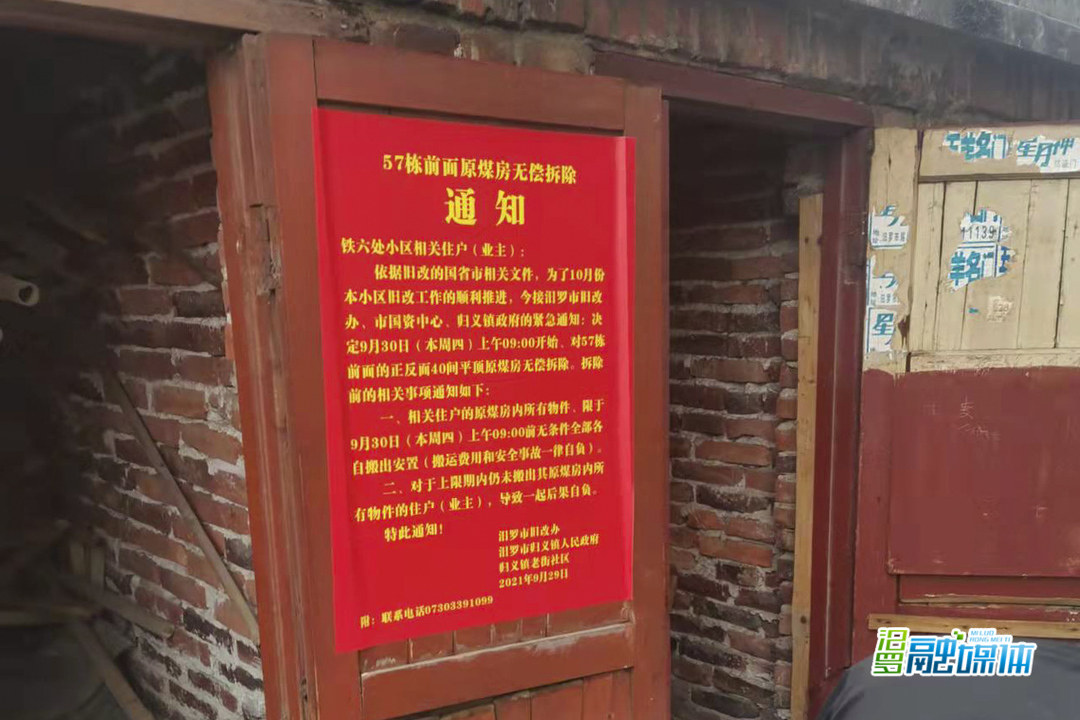 57栋前面原煤房无偿拆除
通知
铁六处小区相关住户（业主）：
依据旧改的国省市相关文件，为了10月份
本小区旧改工作的顺利推进，今接汨罗市旧改
办、市国资中心、归义镇政府的紧急通知：决
定9月30日（本周四）上午09:00开始、对57栋
前面的正反面40间平顶原煤房无偿拆除。拆除
前的相关事项通知如下：
一、相关住户的原煤房内所有物件、限于
9月30日（本周四）上午09:00前无条件全部各
自搬出安置（搬运费用和安全事故一律自负）。
二、对于上限期内仍未搬出其原煤房内所
有物件的住户（业主），导致一起后果自负。
特此通知！
汨罗市旧改办
汨罗市归义镇人民政府
归义镇老街社区
2021年9月29日
附：联系电话07303391099
星月神
11139
星
汨罗融媒体
MI LUO
RONG MEI TI